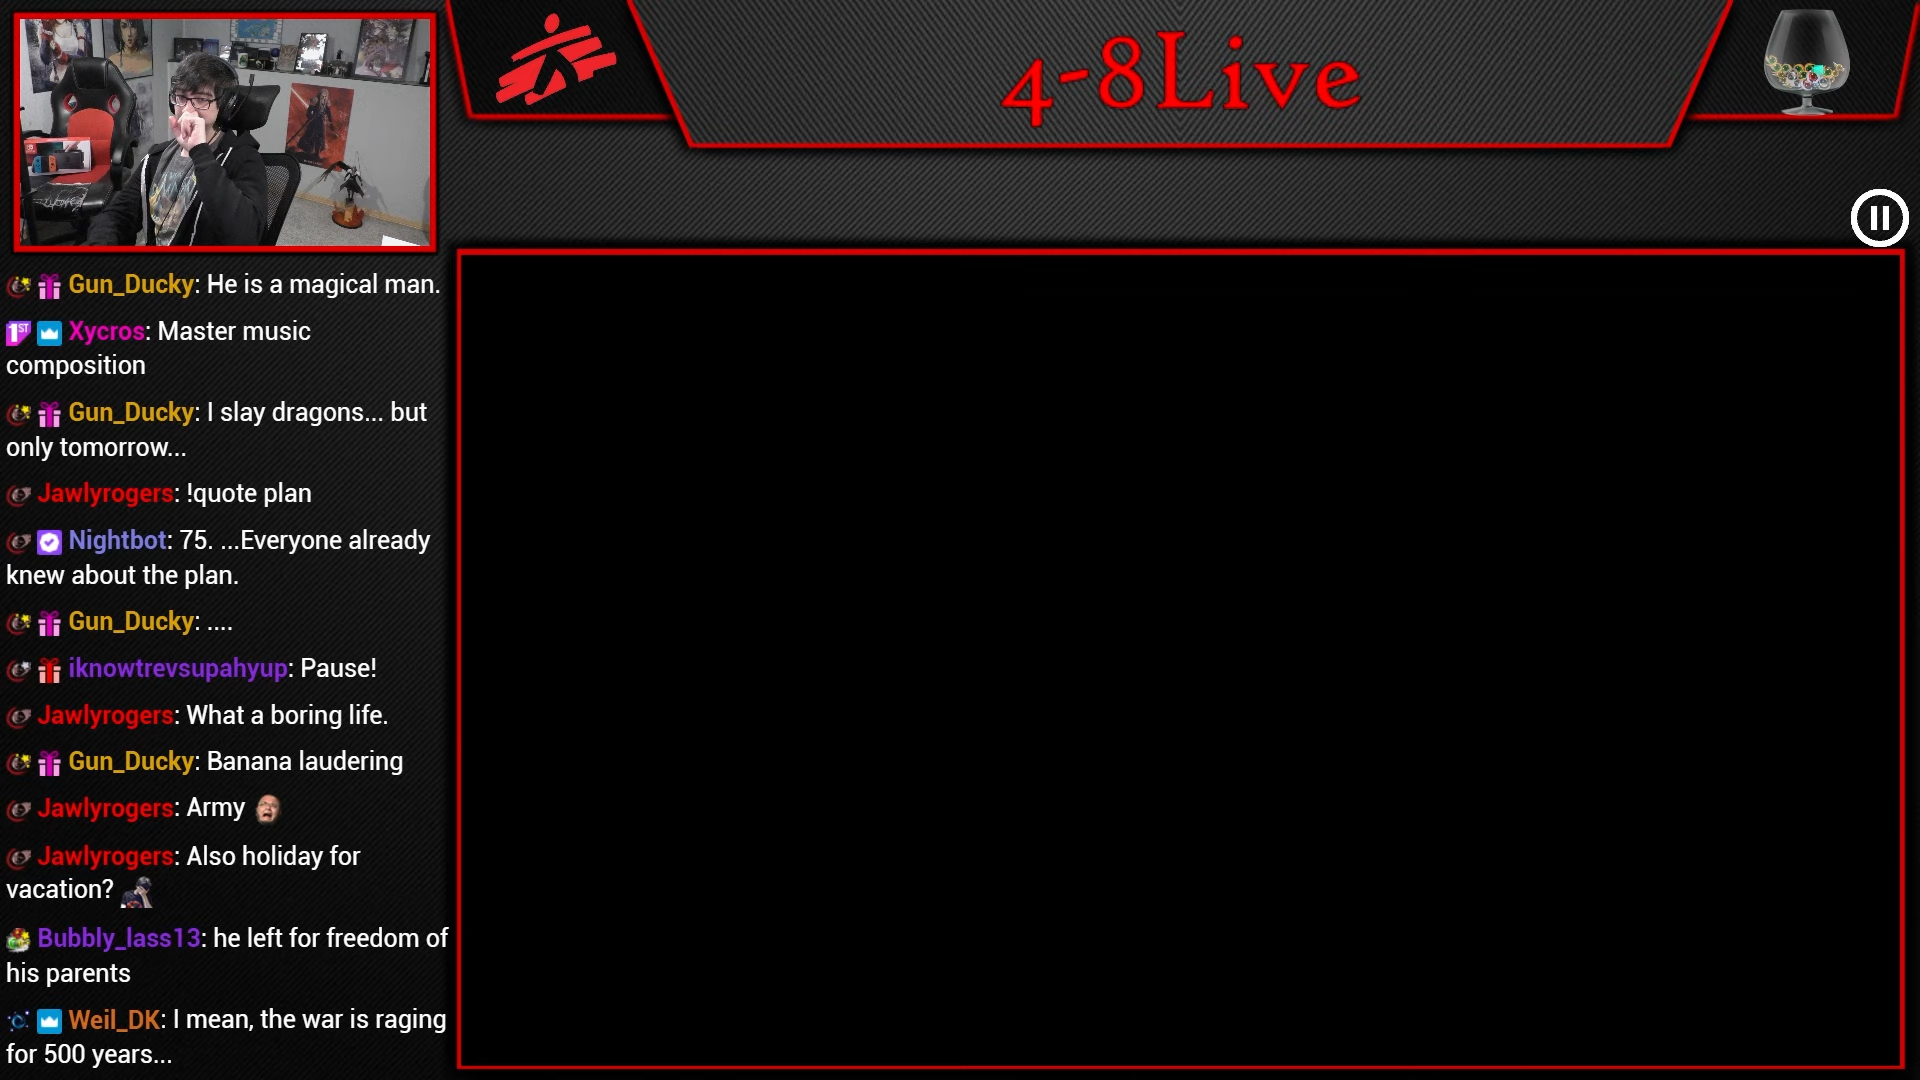 4-8Live
Gun_Ducky: He is a magical man.
1ST Xycros: Master music
composition
Gun_Ducky: I slay dragons... but
only tomorrow...
Jawlyrogers: !quote plan
Nightbot: 75. ...Everyone already
knew about the plan.
Gun_Ducky: ....
iknowtrevsupahyup: Pause!
Jawlyrogers: What a boring life.
Gun_Ducky: Banana laudering
Jawlyrogers: Army
Jawlyrogers: Also holiday for
vacation?
Bubbly_lass13: he left for freedom of
his parents
Weil_DK: I mean, the war is raging
for 500 years...